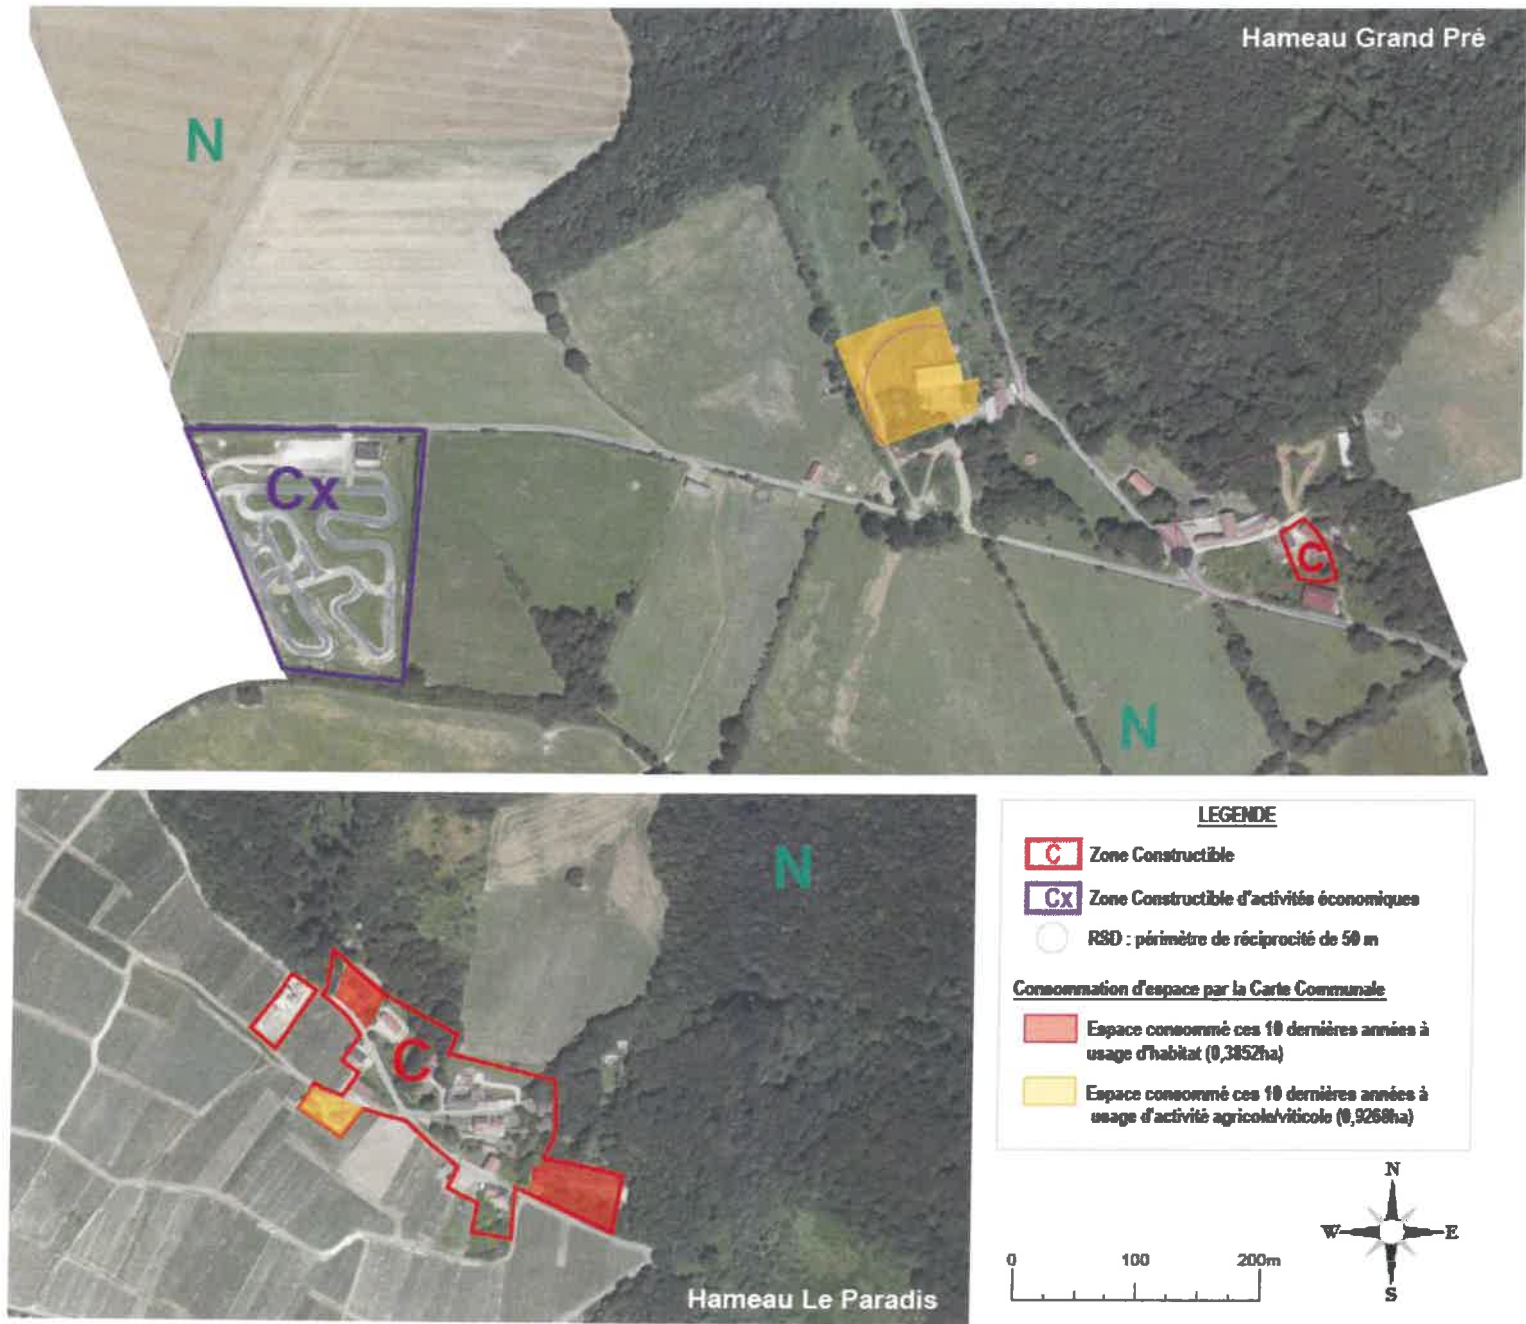 Hameau Grand Pré
N
Cx
C
N
N
C
Hameau Le Paradis
LEGENDE
C Zone Constructible
Cx Zone Constructible d'activités économiques
RSD : périmètre de réciprocité de 50 m
Consommation d'espace par la Carte Communale
Espace consommé ces 10 dernières années à
usage d'habitat (0,3852ha)
Espace consommé ces 10 dernières années à
usage d'activité agricole/viticole (0,9268ha)
N
W E
S
0 100 200m